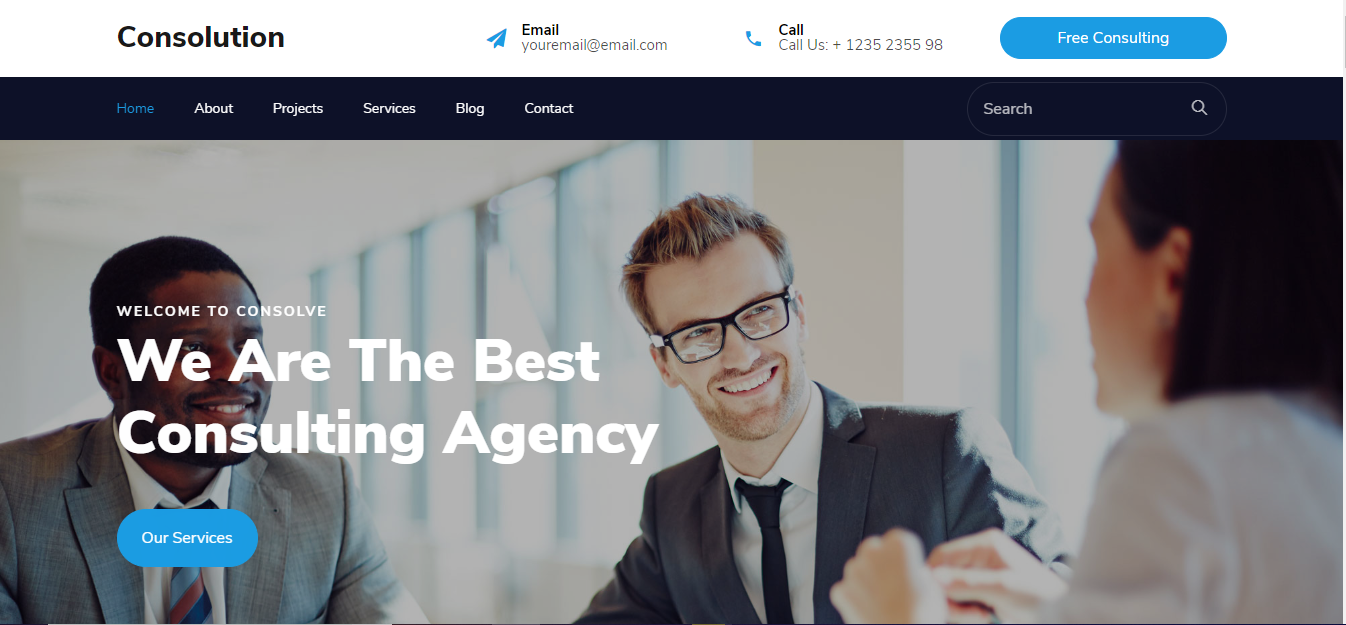 Consolution
Email
youremail@email.com
Call
Call Us: + 1235 2355 98
Free Consulting
Home About Projects Services Blog Contact Search
WELCOME TO CONSOLVE
We Are The Best
Consulting Agency
Our Services